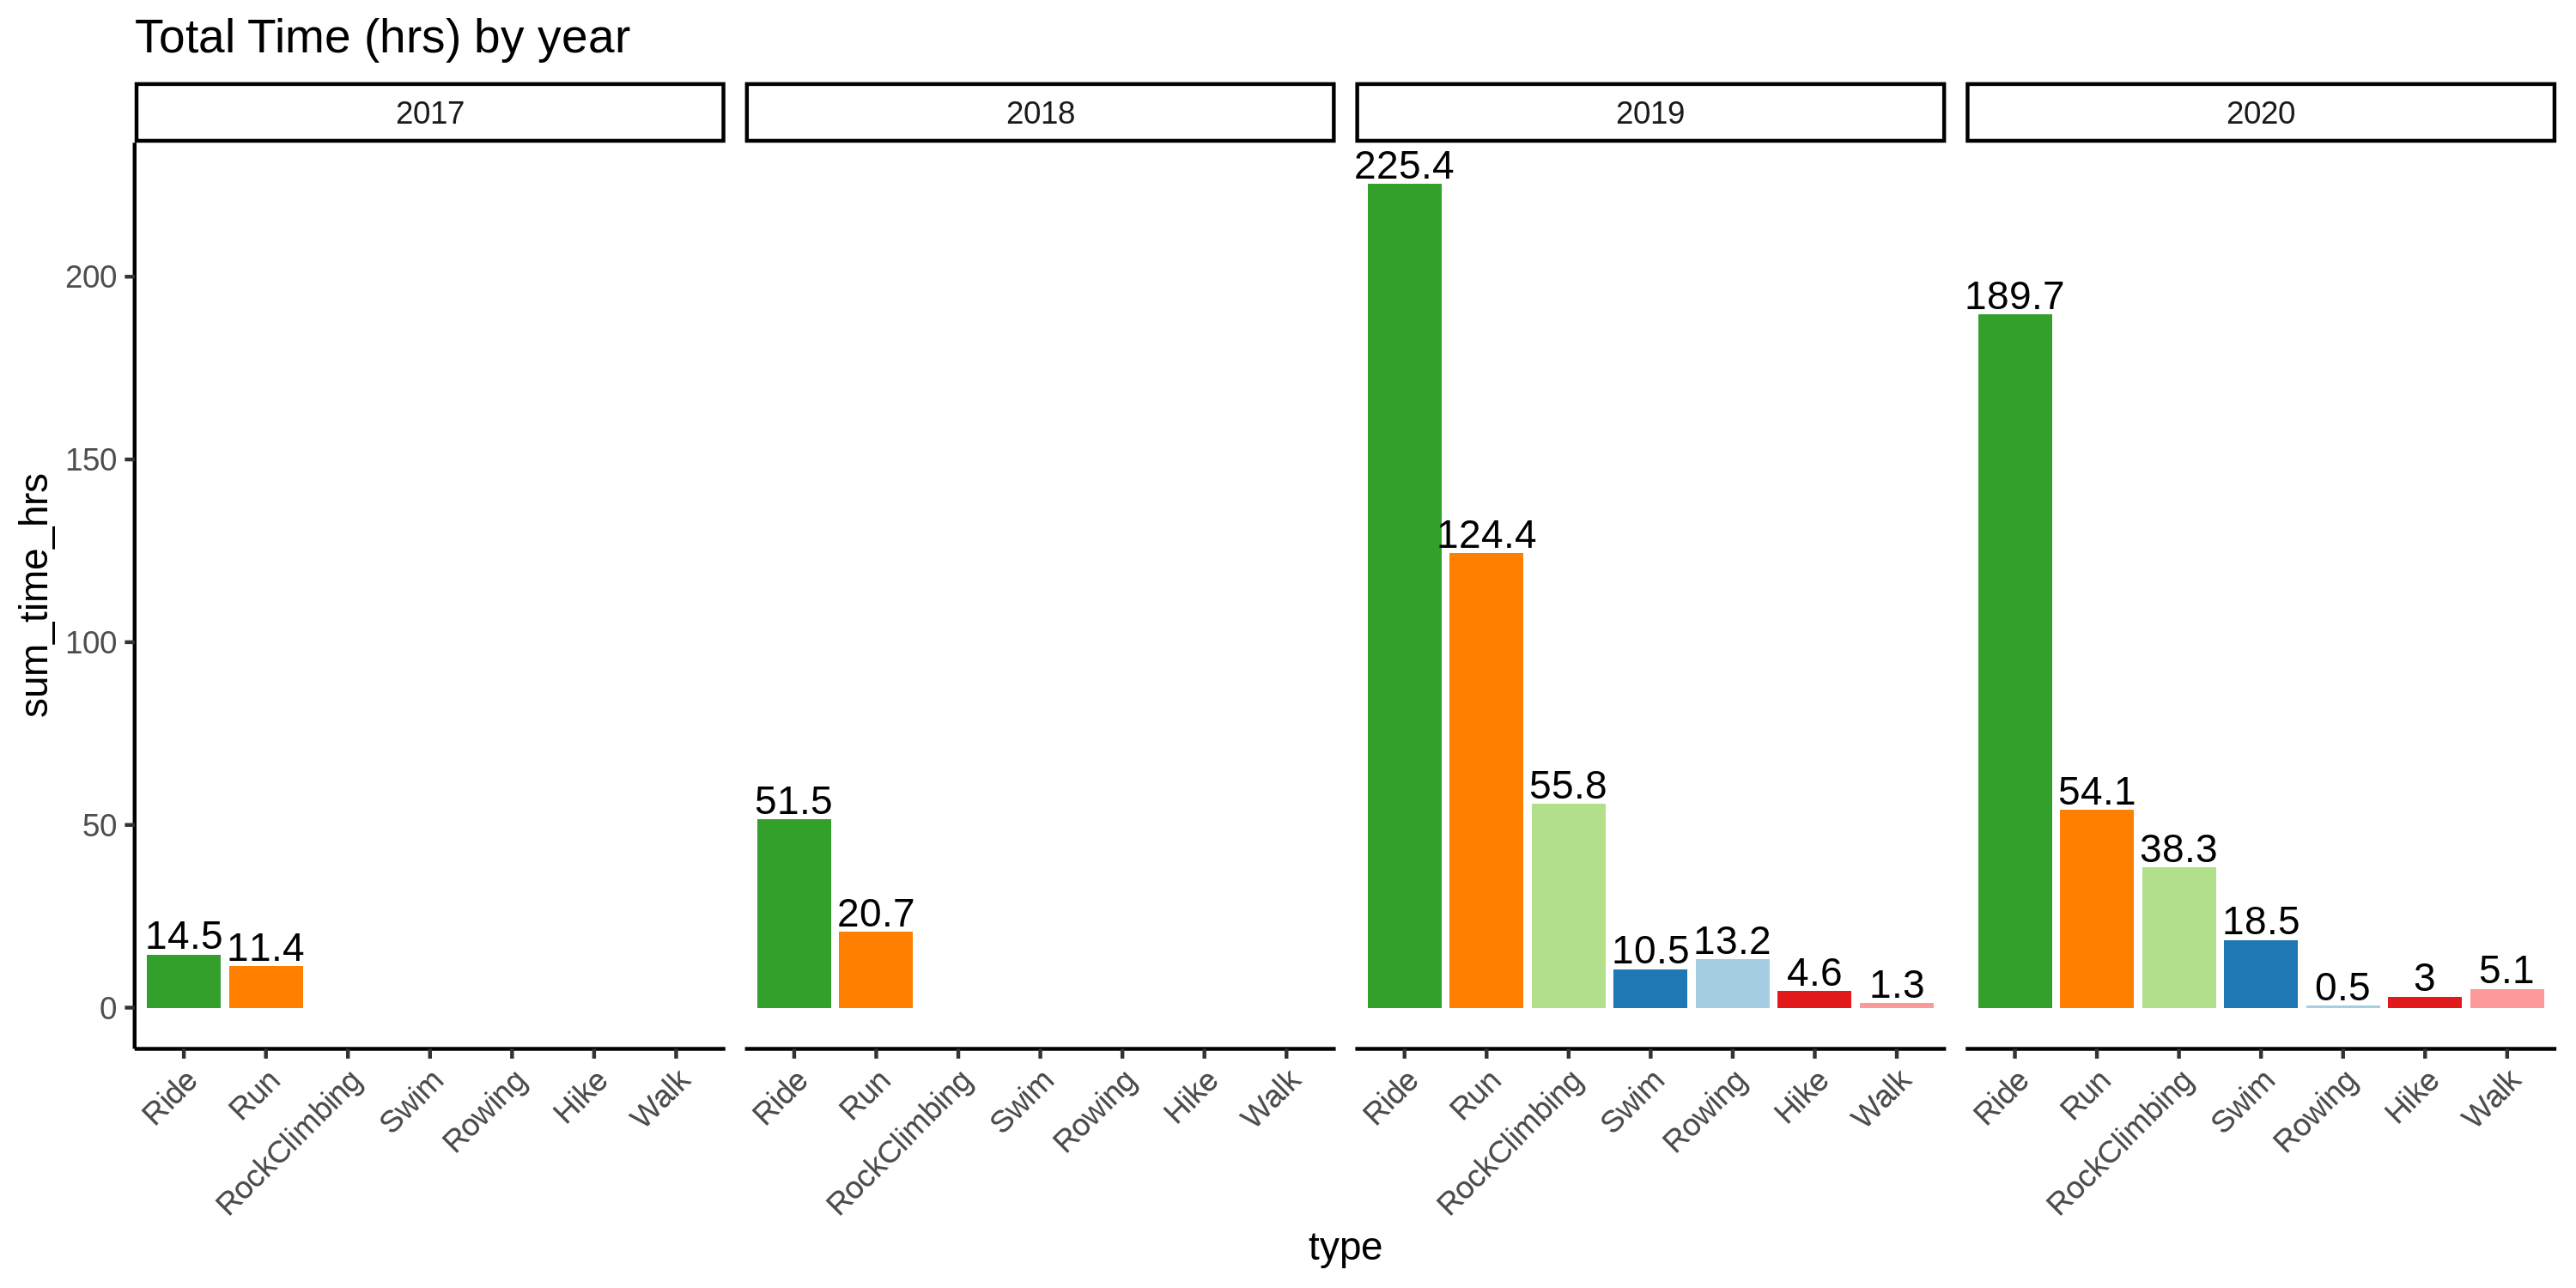 Total Time (hrs) by year
2017 2018 2019 2020
sum_time_hrs
200
150
100
50
0
14.5 11.4
51.5 20.7
225.4 124.4 55.8 10.5 13.2 4.6 1.3
189.7 54.1 38.3 18.5 0.5 3 5.1
Ride Run RockClimbing Swim Rowing Hike Walk
Ride Run RockClimbing Swim Rowing Hike Walk
Ride Run RockClimbing Swim Rowing Hike Walk
Ride Run RockClimbing Swim Rowing Hike Walk
type